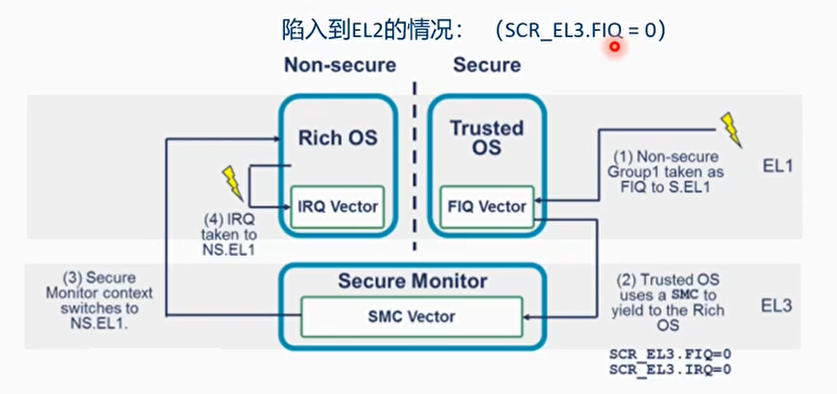 陷入到EL2的情况： （SCR_EL3.FIQ = 0）
Non-secure
Secure
Rich OS
Trusted
OS
(1) Non-secure
Group1 taken as
FIQ to S.EL1
EL1
IRQ Vector
FIQ Vector
(4) IRQ
taken to
NS.EL1
(3) Secure
Monitor context
switches to
NS.EL1.
Secure Monitor
SMC Vector
(2) Trusted OS
uses a SMC to
yield to the Rich
OS
EL3
SCR_EL3.FIQ=0
SCR_EL3.IRQ=0